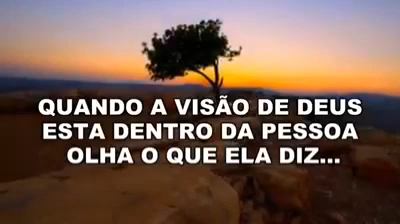 QUANDO A VISÃO DE DEUS
ESTA DENTRO DA PESSOA
OLHA O QUE ELA DIZ...